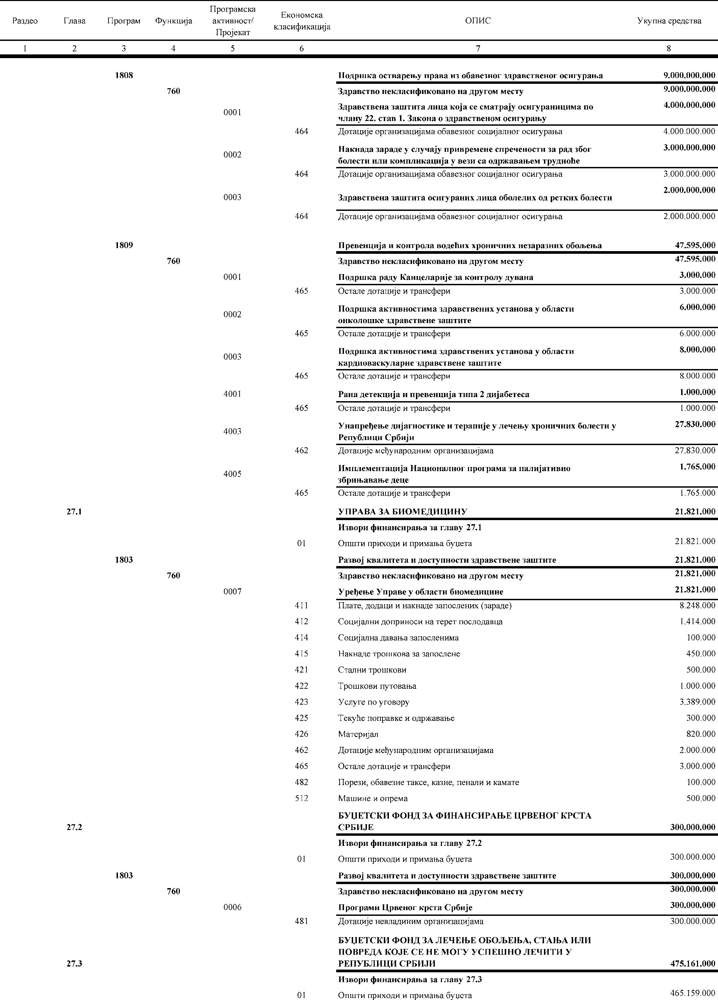 Раздео Глава Програм Функција Програмска активност/ Пројекат Економска класификација ОПИС Укупна средства
1 2 3 4 5 6 7 8
1808 Подршка остварењу права из обавезног здравственог осигурања 9.000.000.000
760 Здравство некласификовано на другом месту 9.000.000.000
0001 Здравствена заштита лица која се сматрају осигураницима по 4.000.000.000
члану 22. став 1. Закона о здравственом осигурању
464 Дотације организацијама обавезног социјалног осигурања 4.000.000.000
0002 Накнада зараде у случају привремене спречености за рад због 3.000.000.000
болести или компликација у вези са одржавањем трудноће
464 Дотације организацијама обавезног социјалног осигурања 3.000.000.000
0003 Здравствена заштита осигураних лица оболелих од ретких болести 2.000.000.000
464 Дотације организацијама обавезног социјалног осигурања 2.000.000.000
1809 Превенција и контрола водећих хроничних незаразних обољења 47.595.000
760 Здравство некласификовано на другом месту 47.595.000
0001 Подршка раду Канцеларије за контролу дувана 3.000.000
465 Остале дотације и трансфери 3.000.000
0002 Подршка активностима здравствених установа у области 6.000.000
онколошке здравствене заштите
465 Остале дотације и трансфери 6.000.000
0003 Подршка активностима здравствених установа у области 8.000.000
кардиоваскуларне здравствене заштите
465 Остале дотације и трансфери 8.000.000
4001 Рана детекција и превенција типа 2 дијабетеса 1.000.000
465 Остале дотације и трансфери 1.000.000
4003 Унапређење дијагностике и терапије у лечењу хроничних болести у 27.830.000
Републици Србији
462 Дотације међународним организацијама 27.830.000
4005 Имплементација Националног програма за палијативно 1.765.000
збрињавање деце
465 Остале дотације и трансфери 1.765.000
27.1 УПРАВА ЗА БИОМЕДИЦИНУ 21.821.000
Извори финансирања за главу 27.1
01 Општи приходи и примања буџета 21.821.000
1803 Развој квалитета и доступности здравствене заштите 21.821.000
760 Здравство некласификовано на другом месту 21.821.000
0007 Уређење Управе у области биомедицине 21.821.000
411 Плате, додаци и накнаде запослених (зараде) 8.248.000
412 Социјални доприноси на терет послодавца 1.414.000
414 Социјална давања запосленима 100.000
415 Накнаде трошкова за запослене 450.000
421 Стални трошкови 500.000
422 Трошкови путовања 1.000.000
423 Услуге по уговору 3.389.000
425 Текуће поправке и одржавање 300.000
426 Материјал 820.000
462 Дотације међународним организацијама 2.000.000
465 Остале дотације и трансфери 3.000.000
482 Порези, обавезне таксе, казне, пенали и камате 100.000
512 Машине и опрема 500.000
БУЏЕТСКИ ФОНД ЗА ФИНАНСИРАЊЕ ЦРВЕНОГ КРСТА
27.2 СРБИЈЕ 300.000.000
Извори финансирања за главу 27.2
01 Општи приходи и примања буџета 300.000.000
1803 Развој квалитета и доступности здравствене заштите 300.000.000
760 Здравство некласификовано на другом месту 300.000.000
0006 Програми Црвеног крста Србије 300.000.000
481 Дотације невладиним организацијама 300.000.000
БУЏЕТСКИ ФОНД ЗА ЛЕЧЕЊЕ ОБОЉЕЊА, СТАЊА ИЛИ
ПОВРЕДА КОЈЕ СЕ НЕ МОГУ УСПЕШНО ЛЕЧИТИ У
27.3 РЕПУБЛИЦИ СРБИЈИ 475.161.000
Извори финансирања за главу 27.3
01 Општи приходи и примања буџета 465.159.000